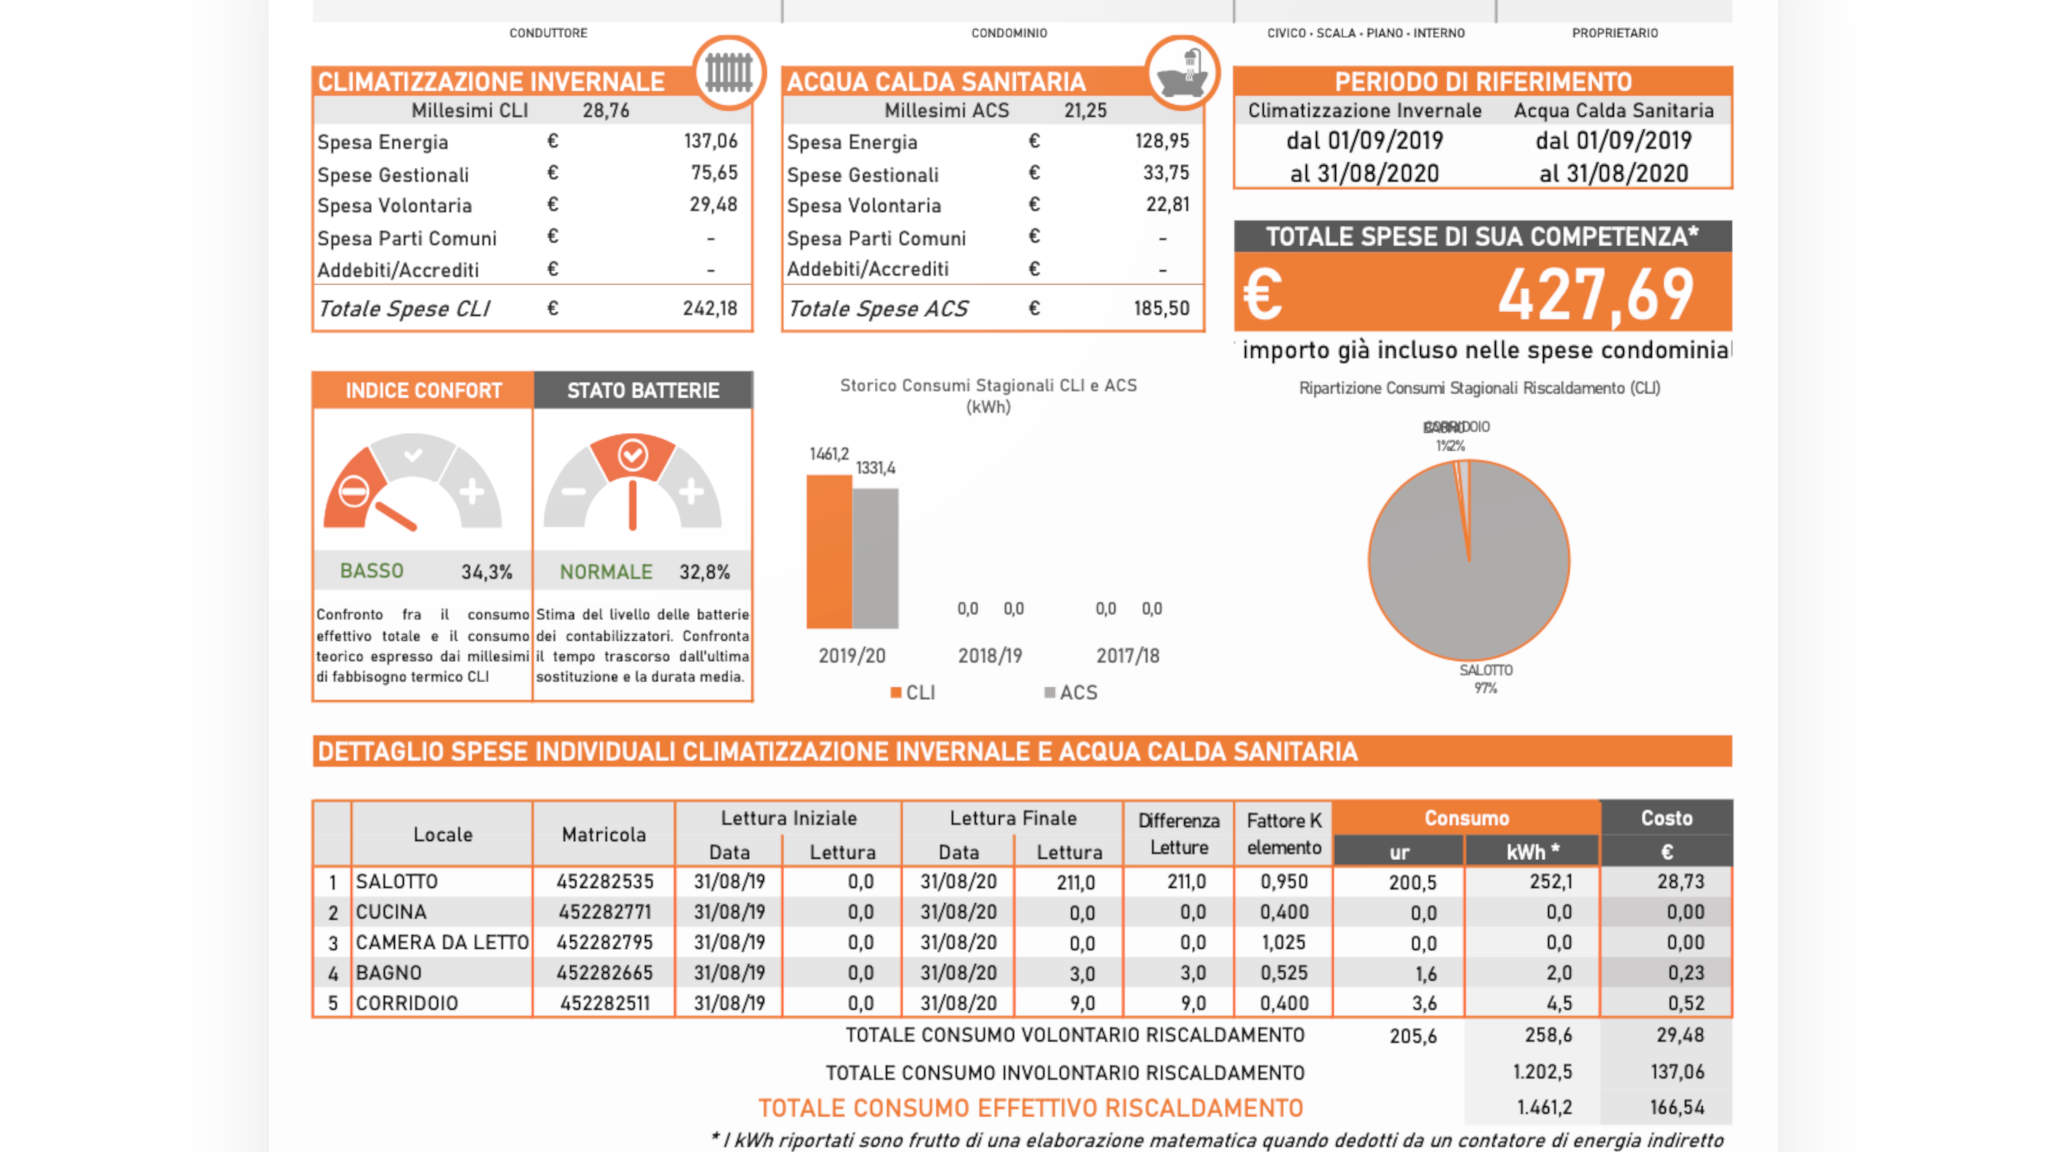 CONDUTTORE CONDOMINIO CIVICO - SCALA - PIANO - INTERNO PROPRIETARIO
CLIMATIZZAZIONE INVERNALE
Millesimi CLI 28,76
Spesa Energia € 137,06
Spese Gestionali € 75,65
Spesa Volontaria € 29,48
Spesa Parti Comuni € -
Addebiti/Accrediti € -
Totale Spese CLI € 242,18
ACQUA CALDA SANITARIA
Millesimi ACS 21,25
Spesa Energia € 128,95
Spese Gestionali € 33,75
Spesa Volontaria € 22,81
Spesa Parti Comuni € -
Addebiti/Accrediti € -
Totale Spese ACS € 185,50
PERIODO DI RIFERIMENTO
Climatizzazione Invernale Acqua Calda Sanitaria
dal 01/09/2019 dal 01/09/2019
al 31/08/2020 al 31/08/2020
TOTALE SPESE DI SUA COMPETENZA*
€ 427,69
importo già incluso nelle spese condominial
INDICE CONFORT
BASSO 34,3%
Confronto fra il consumo
effettivo totale e il consumo
teorico espresso dai millesimi
di fabbisogno termico CLI
STATO BATTERIE
NORMALE 32,8%
Stima del livello delle batterie
dei contabilizzatori. Confronta
il tempo trascorso dall'ultima
sostituzione e la durata media.
Storico Consumi Stagionali CLI e ACS
(kWh)
1461,2
1331,4
0,0 0,0 0,0 0,0
2019/20 2018/19 2017/18
CLI ACS
Ripartizione Consumi Stagionali Riscaldamento (CLI)
BAGNO CORRIDOIO
1% 2%
SALOTTO
97%
DETTAGLIO SPESE INDIVIDUALI CLIMATIZZAZIONE INVERNALE E ACQUA CALDA SANITARIA
Locale Matricola Lettura Iniziale Lettura Finale Differenza Letture Fattore K elemento Consumo Costo
Data Lettura Data Lettura ur kWh * €
1 SALOTTO 452282535 31/08/19 0,0 31/08/20 211,0 211,0 0,950 200,5 252,1 28,73
2 CUCINA 452282771 31/08/19 0,0 31/08/20 0,0 0,0 0,400 0,0 0,0 0,00
3 CAMERA DA LETTO 452282795 31/08/19 0,0 31/08/20 0,0 0,0 1,025 0,0 0,0 0,00
4 BAGNO 452282665 31/08/19 0,0 31/08/20 3,0 3,0 0,525 1,6 2,0 0,23
5 CORRIDOIO 452282511 31/08/19 0,0 31/08/20 9,0 9,0 0,400 3,6 4,5 0,52
TOTALE CONSUMO VOLONTARIO RISCALDAMENTO 205,6 258,6 29,48
TOTALE CONSUMO INVOLONTARIO RISCALDAMENTO 1.202,5 137,06
TOTALE CONSUMO EFFETTIVO RISCALDAMENTO 1.461,2 166,54
* I kWh riportati sono frutto di una elaborazione matematica quando dedotti da un contatore di energia indiretto